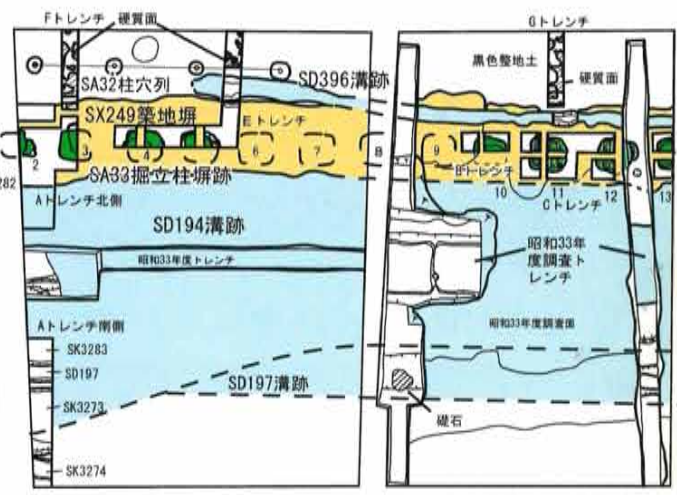 Fトレンチ 硬質面
SA32柱穴列
SD396溝跡
SX249築地塀
Eトレンチ
2 3 4 6 7 8
282
SA33掘立柱塀跡
Aトレンチ北側
SD194溝跡
昭和33年度トレンチ
Aトレンチ南側
SK3283
SD197
SD197溝跡
SK3273
SK3274
Gトレンチ
黒色整地土
硬質面
9
Bトレンチ
10 11 12 13
Cトレンチ
昭和33年
度調査ト
レンチ
昭和33年度調査面
礎石